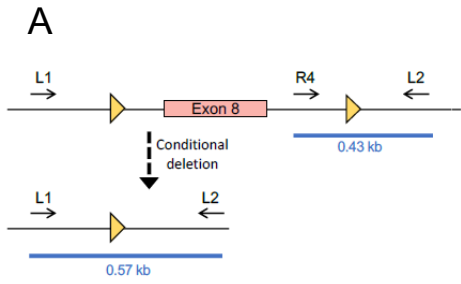 A
L1
R4
L2
Exon 8
0.43 kb
Conditional
deletion
L1
L2
0.57 kb